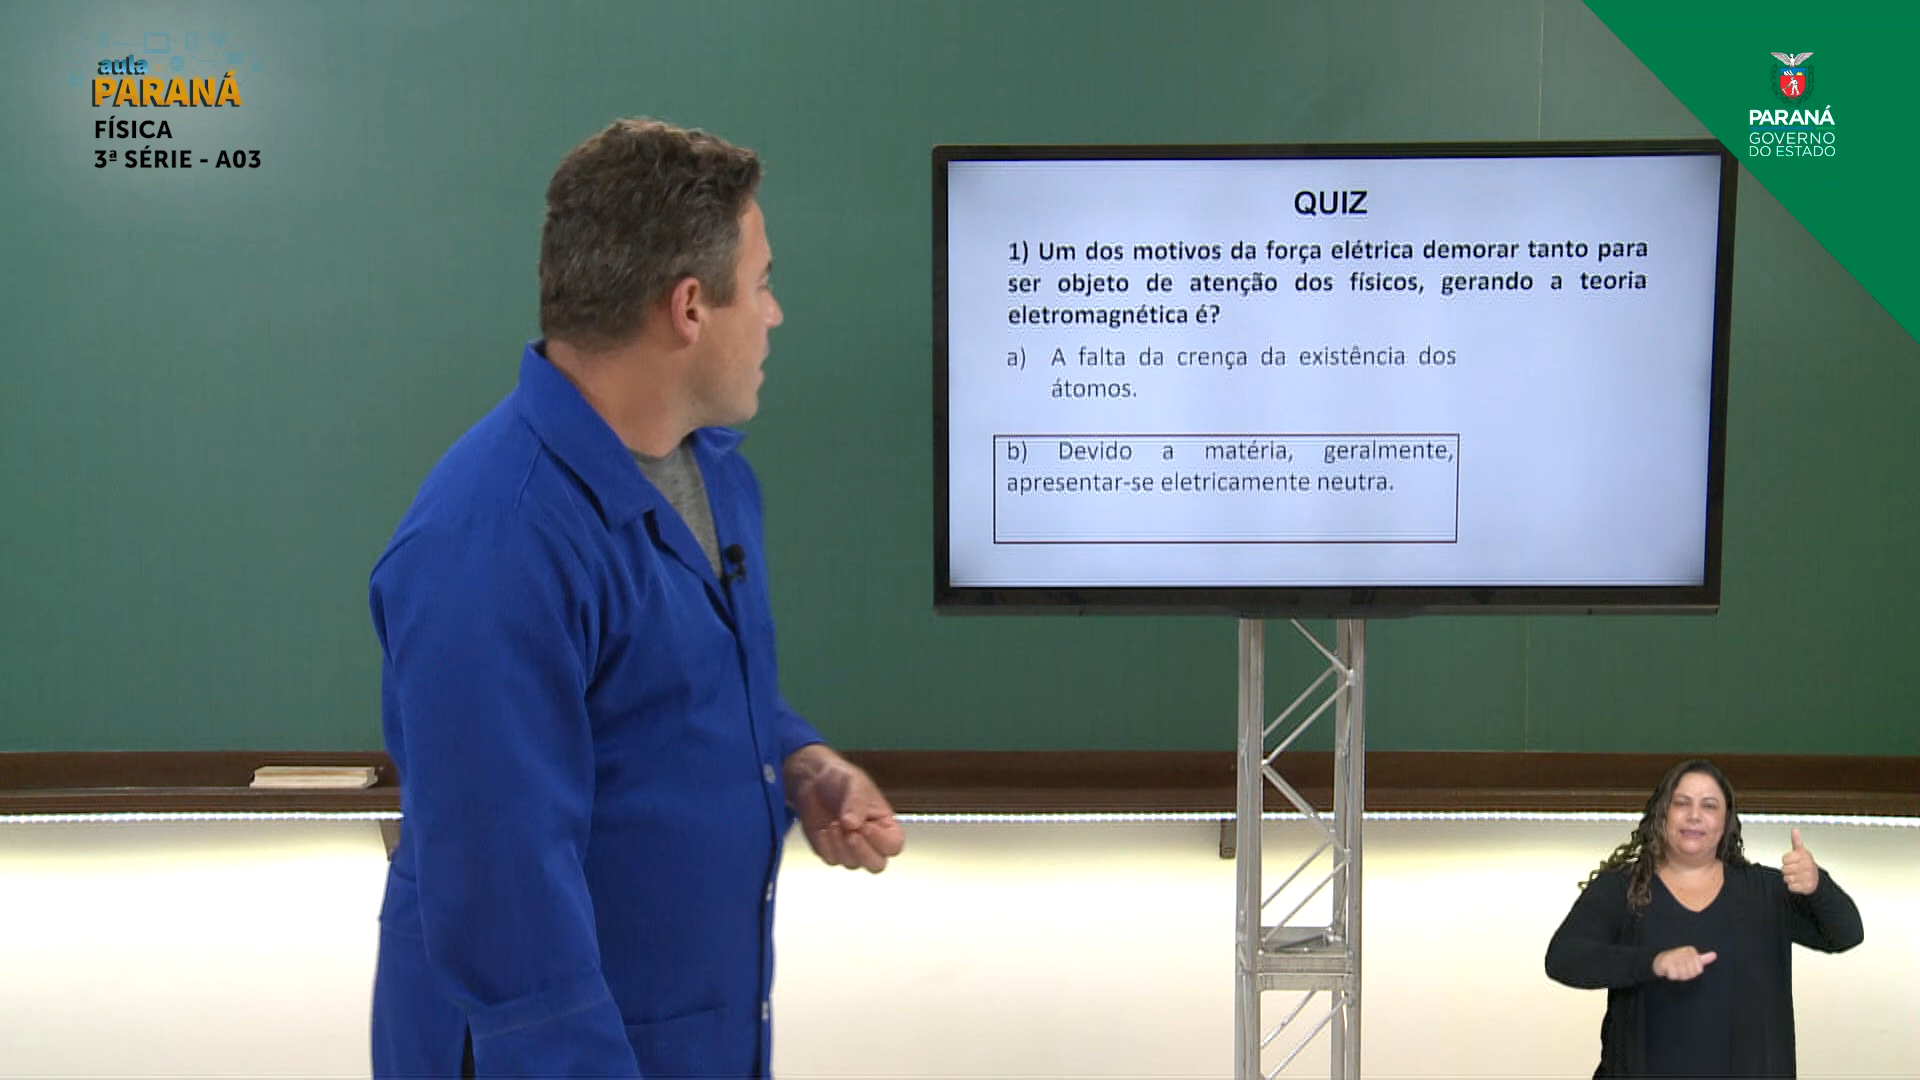 aula
PARANÁ
FÍSICA
3ª SÉRIE - A03
PARANÁ
GOVERNO
DO ESTADO
QUIZ
1) Um dos motivos da força elétrica demorar tanto para
ser objeto de atenção dos físicos, gerando a teoria
eletromagnética é?
a) A falta da crença da existência dos
átomos.
b) Devido a matéria, geralmente,
apresentar-se eletricamente neutra.